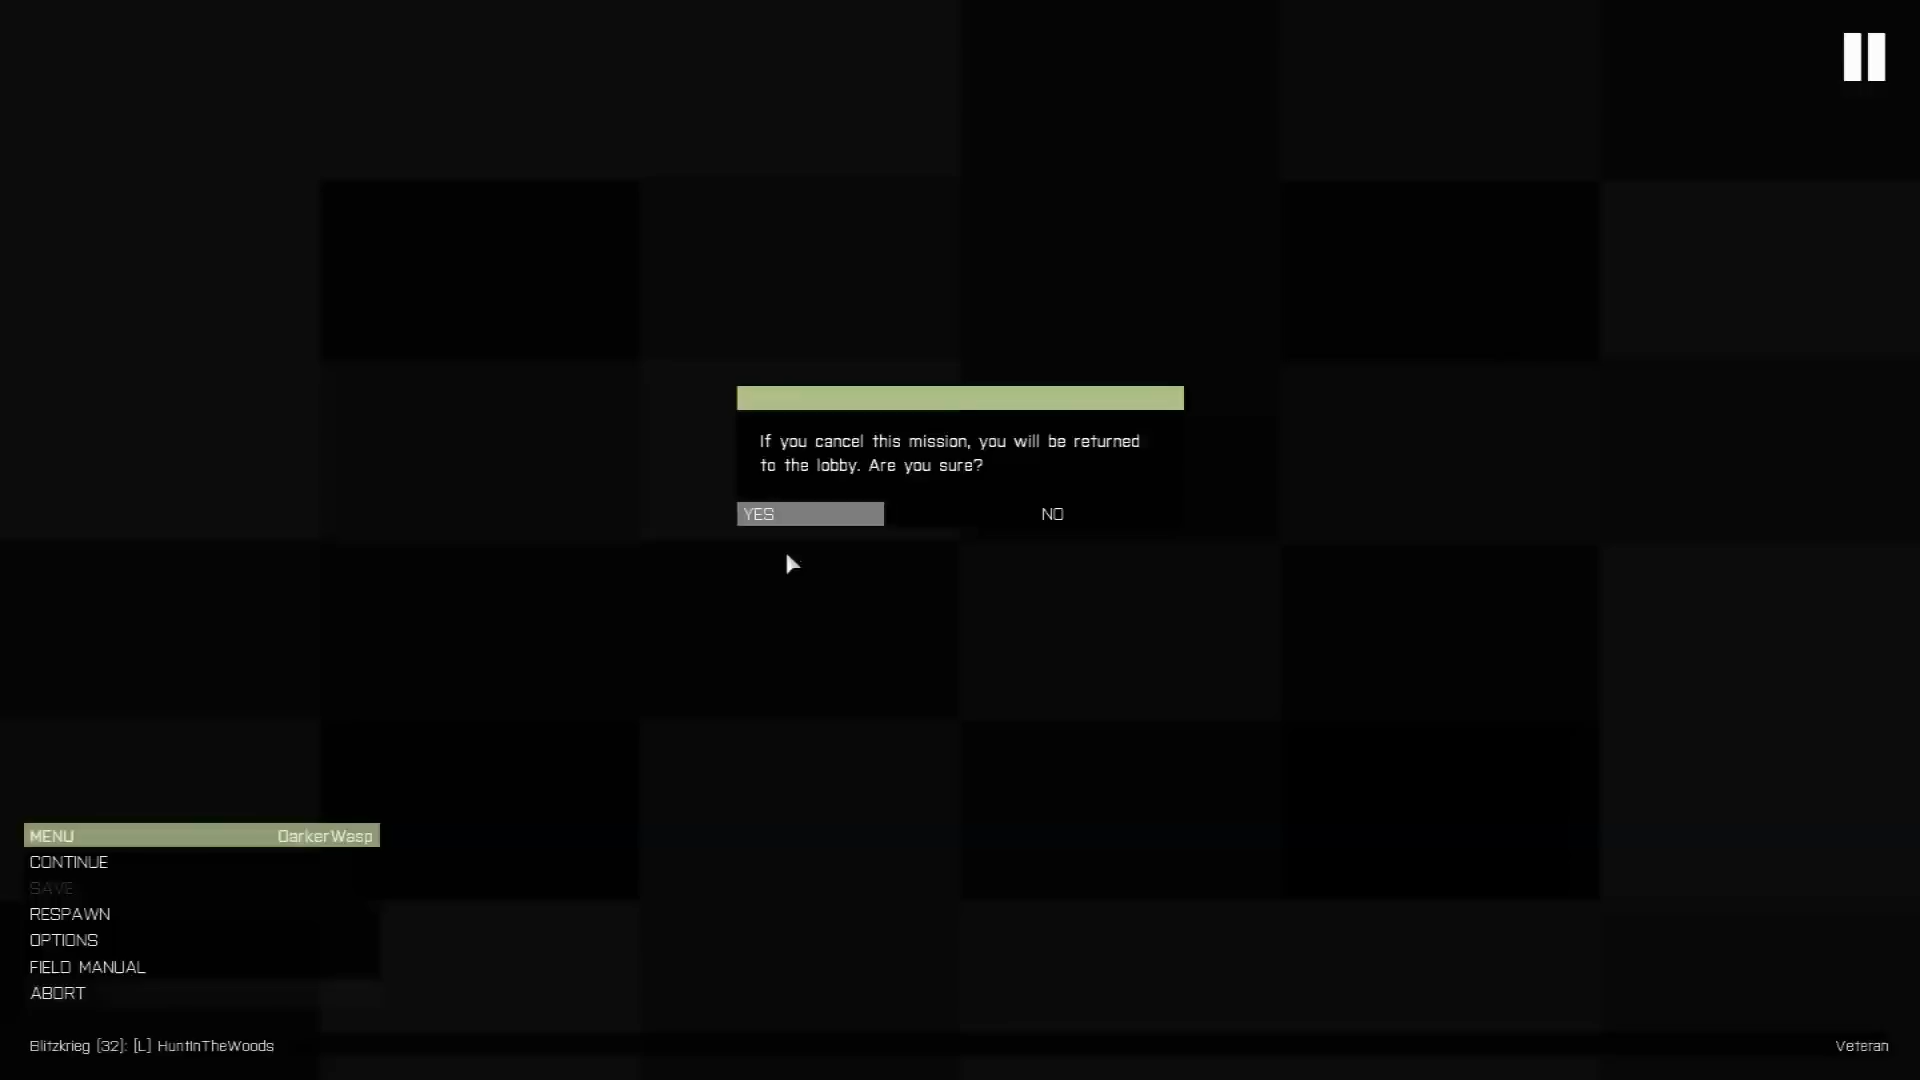 If you cancel this mission, you will be returned
to the lobby. Are you sure?
YES NO
MENU DarkerWasp
CONTINUE
SAVE
RESPAWN
OPTIONS
FIELD MANUAL
ABORT
Blitzkrieg [32]: [L] HuntInTheWoods Veteran